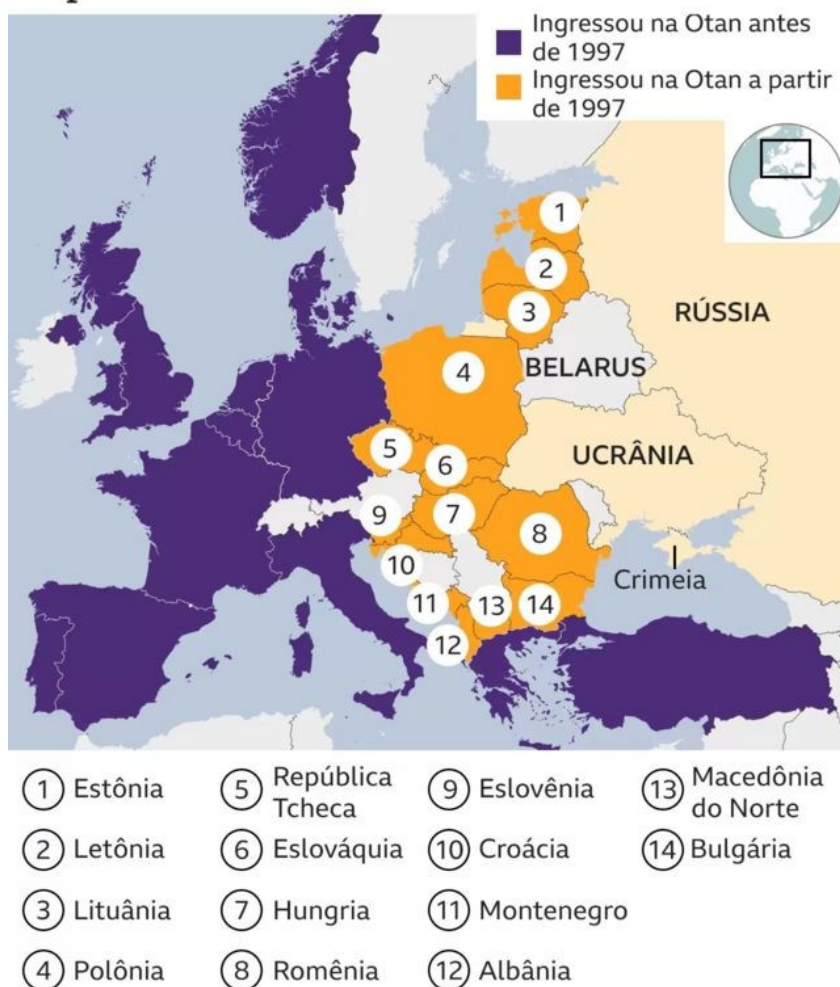 Ingressou na Otan antes
de 1997
Ingressou na Otan a partir
de 1997
1
2
3
RÚSSIA
BELARUS
4
UCRÂNIA
5
6
7
9
8
10
Crimeia
11
13
14
12
1 Estônia
2 Letônia
3 Lituânia
4 Polônia
5 República
Tcheca
6 Eslováquia
7 Hungria
8 Romênia
9 Eslovênia
10 Croácia
11 Montenegro
12 Albânia
13 Macedônia
do Norte
14 Bulgária